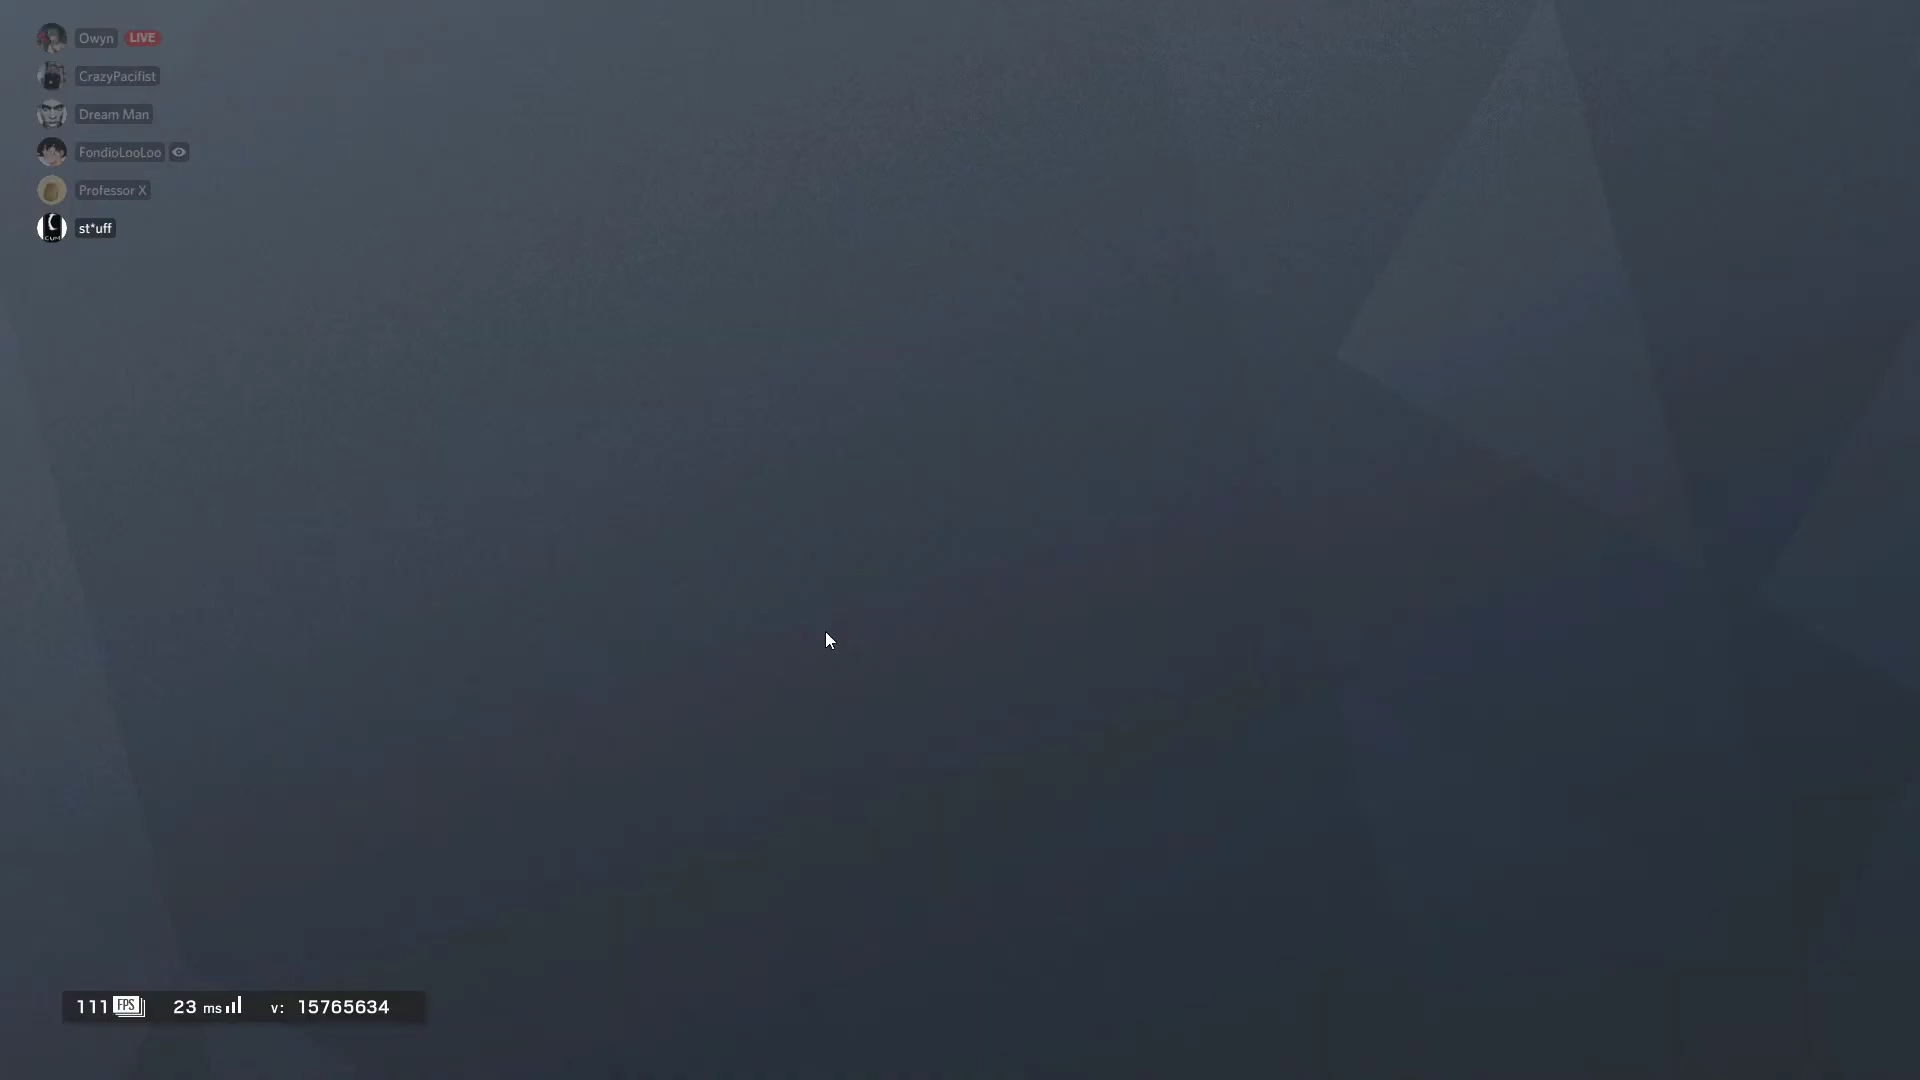 Owyn LIVE
CrazyPacifist
Dream Man
FondioLooLoo
Professor X
st*uff
111 FPS 23 ms v: 15765634